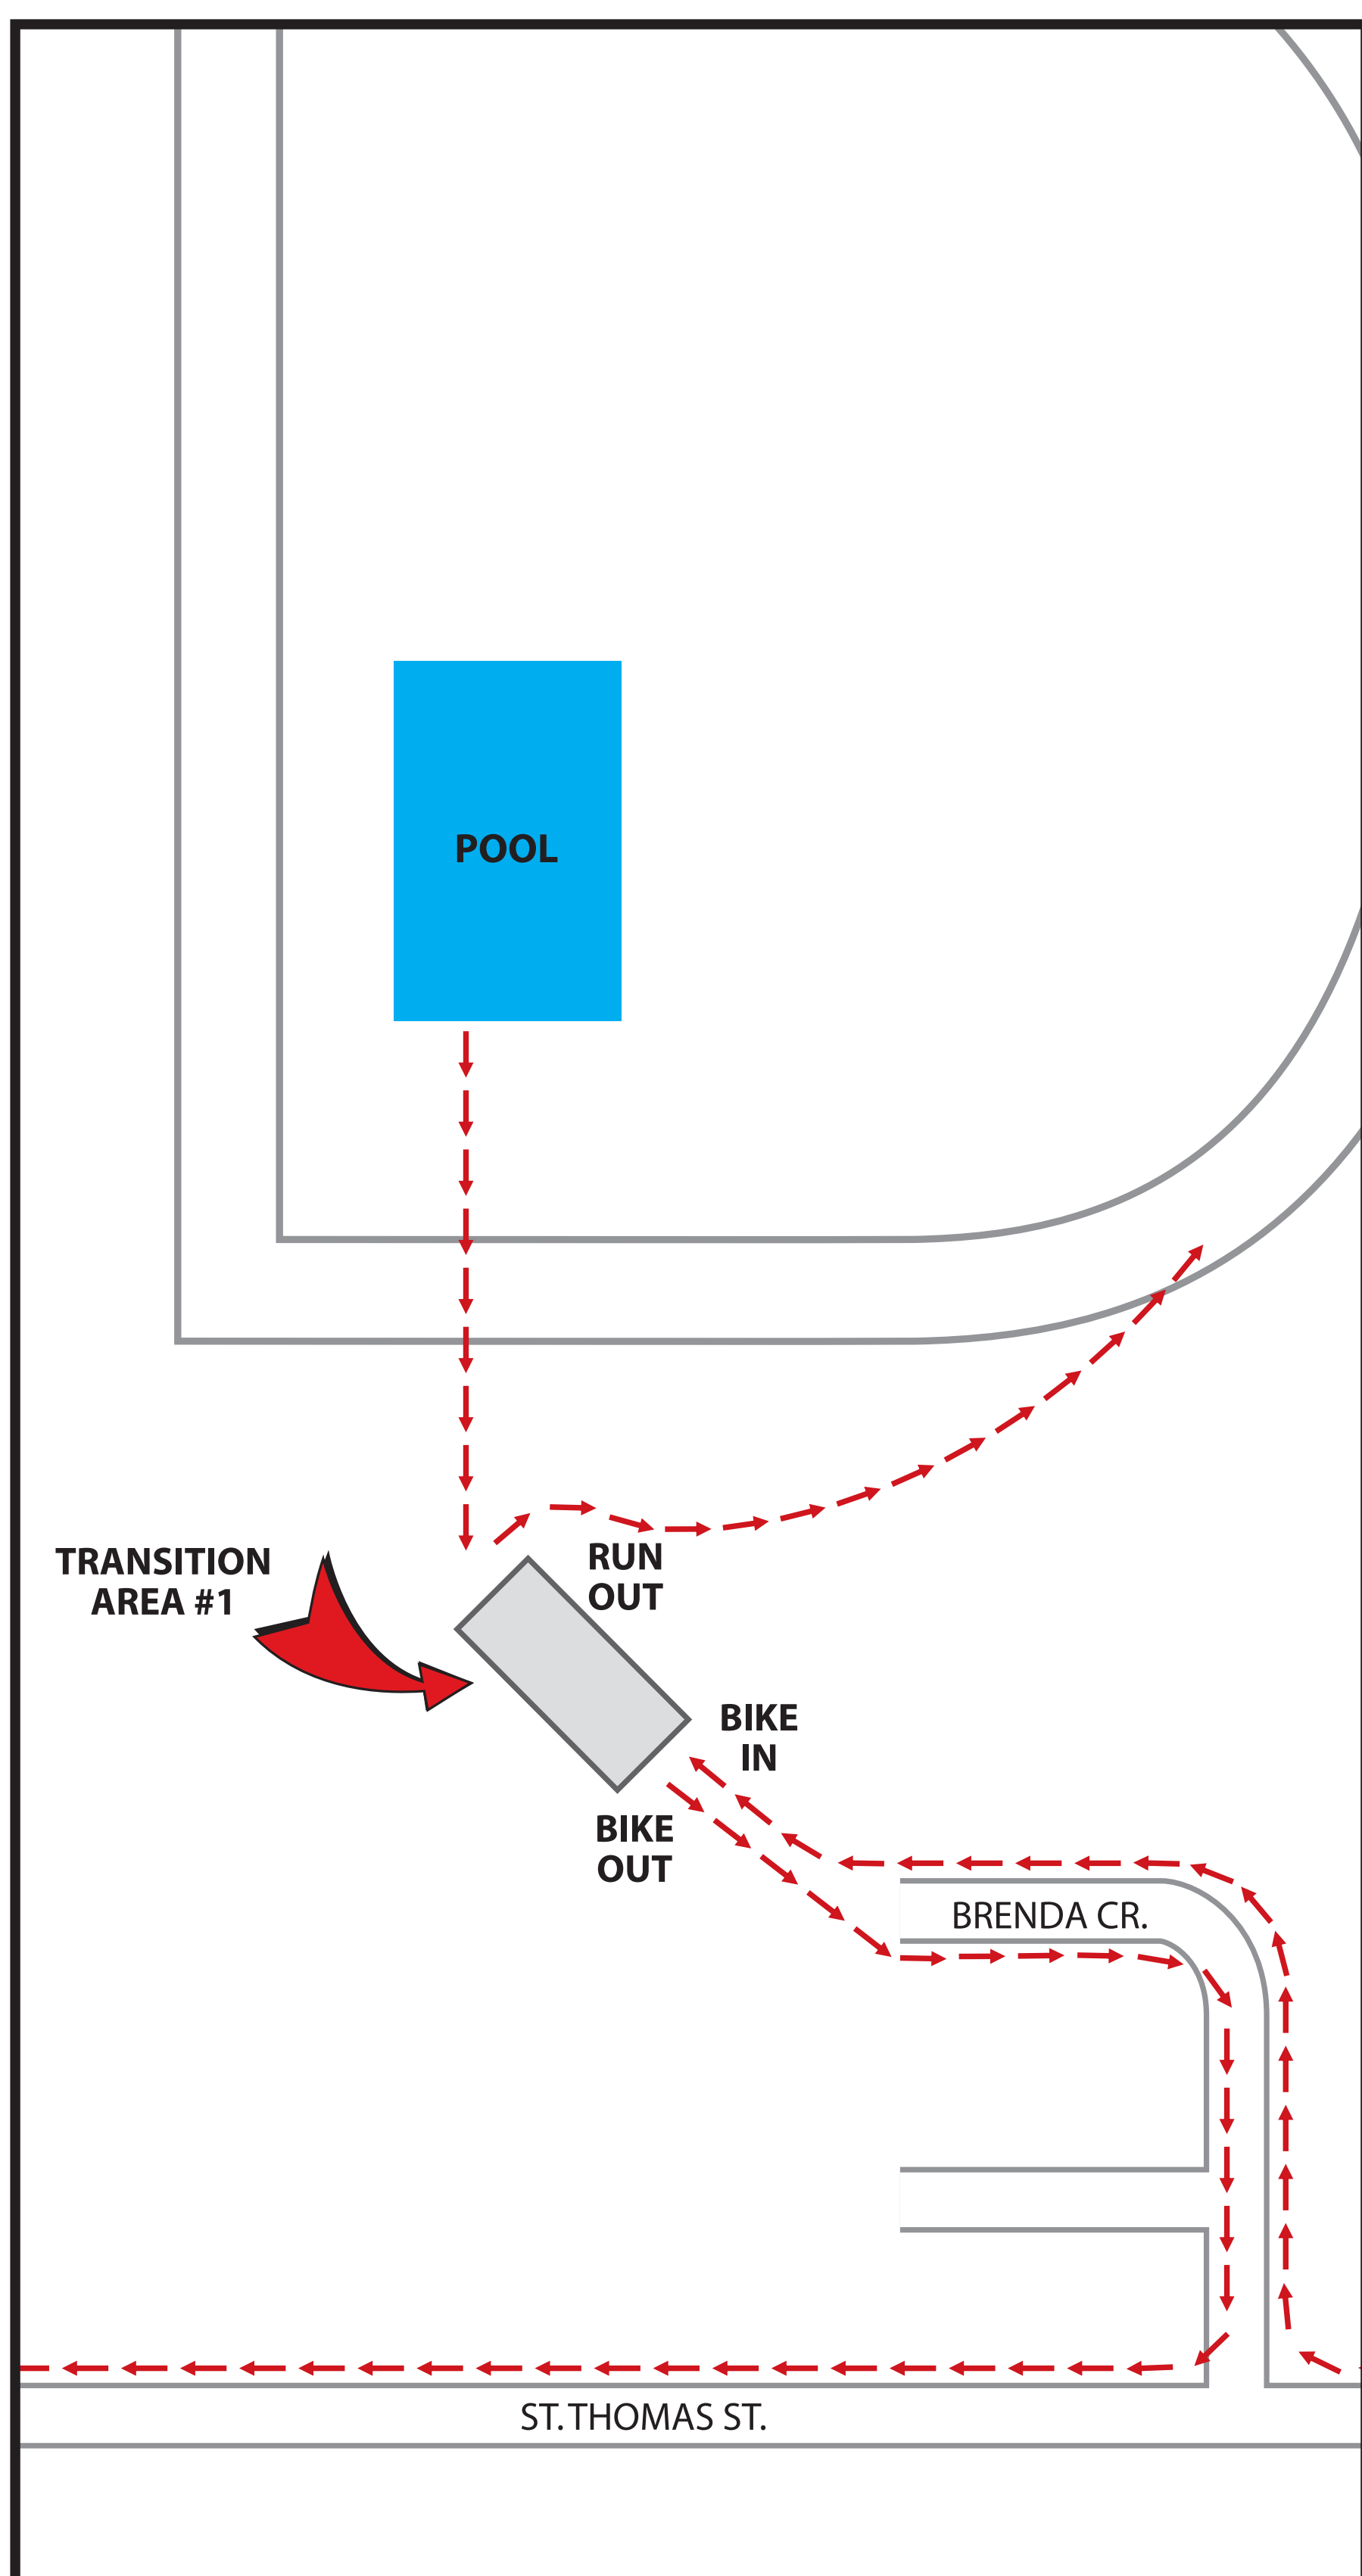 POOL
TRANSITION
AREA #1
RUN
OUT
BIKE
IN
BIKE
OUT
BRENDA CR.
ST. THOMAS ST.